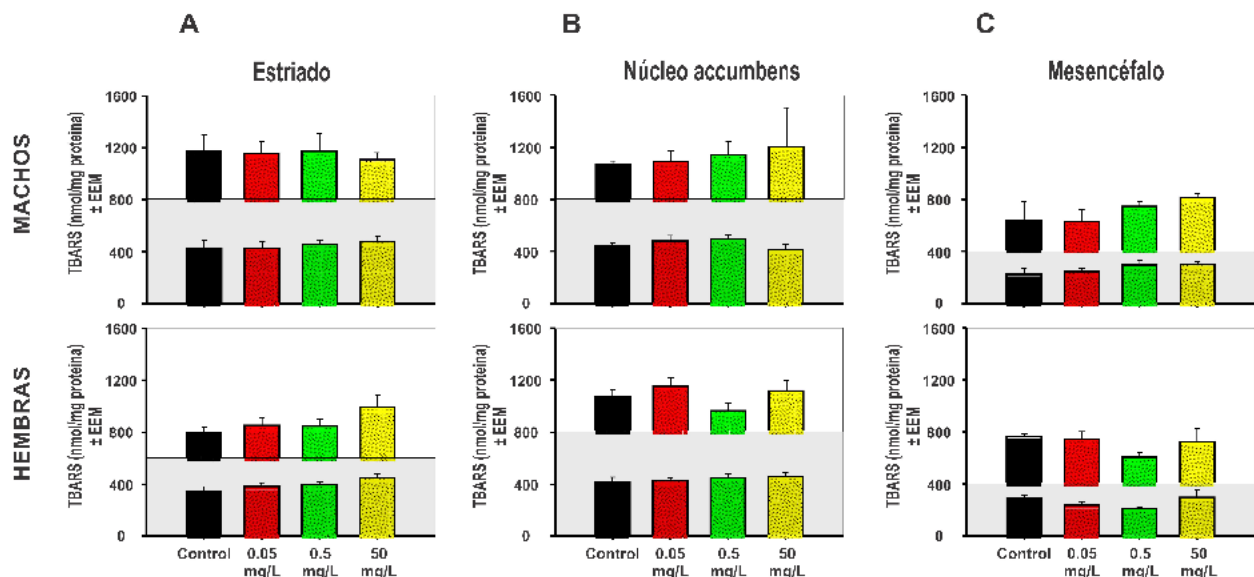 A
B
C
Estriado
Núcleo accumbens
Mesencéfalo
MACHOS
TBARS (nmol/mg proteína)
± EEM
1600
1200
800
400
0
TBARS (nmol/mg proteína)
± EEM
1600
1200
800
400
0
TBARS (nmol/mg proteína)
± EEM
1600
1200
800
400
0
HEMBRAS
TBARS (nmol/mg proteína)
± EEM
1600
1200
800
400
0
Control 0.05 0.5 50
mg/L mg/L mg/L
TBARS (nmol/mg proteína)
± EEM
1600
1200
800
400
0
Control 0.05 0.5 50
mg/L mg/L mg/L
TBARS (nmol/mg proteína)
± EEM
1600
1200
800
400
0
Control 0.05 0.5 50
mg/L mg/L mg/L